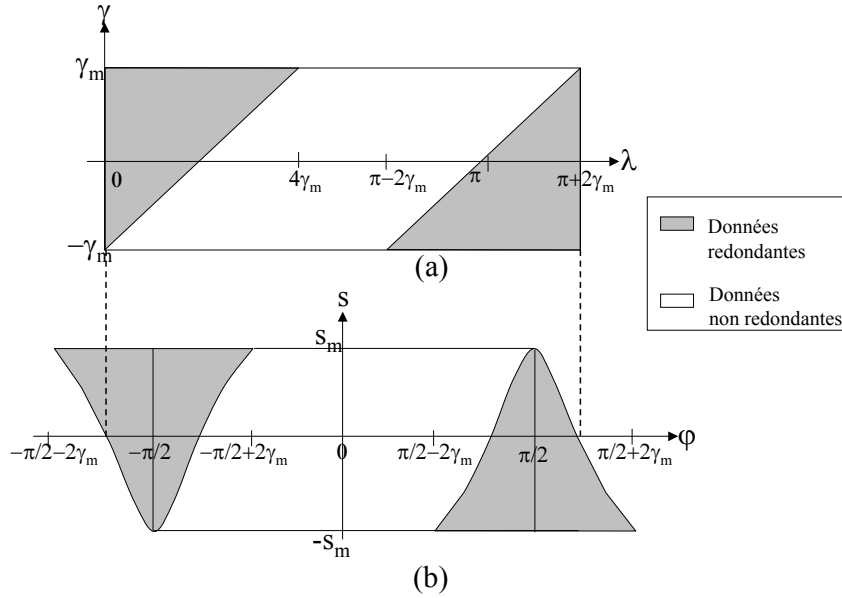 γ
γm
0
4γm
π−2γm
π
π+2γm
λ
−γm
(a)
Données
redondantes
Données
non redondantes
s
sm
−π/2−2γm
−π/2
−π/2+2γm
0
π/2−2γm
π/2
π/2+2γm
φ
-sm
(b)